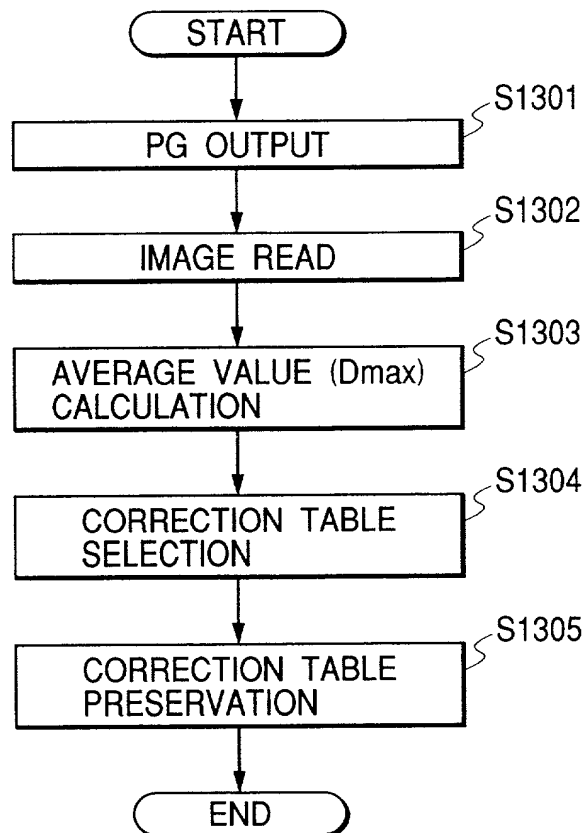 START
S1301
PG OUTPUT
S1302
IMAGE READ
S1303
AVERAGE VALUE (Dmax)
CALCULATION
S1304
CORRECTION TABLE
SELECTION
S1305
CORRECTION TABLE
PRESERVATION
END